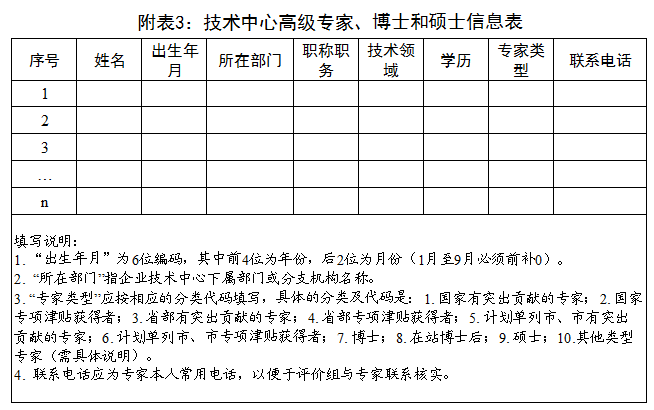 附表3：技术中心高级专家、博士和硕士信息表
序号 姓名 出生年月 所在部门 职称职务 技术领域 学历 专家类型 联系电话
1
2
3
…
n
填写说明：
1. “出生年月”为6位编码，其中前4位为年份，后2位为月份（1月至9月必须前补0）。
2. “所在部门”指企业技术中心下属部门或分支机构名称。
3. “专家类型”应按相应的分类代码填写，具体的分类及代码是：1. 国家有突出贡献的专家；2. 国家
专项津贴获得者；3. 省部有突出贡献的专家；4. 省部专项津贴获得者；5. 计划单列市、市有突出
贡献的专家；6. 计划单列市、市专项津贴获得者；7. 博士；8. 在站博士后；9. 硕士；10.其他类型
专家（需具体说明）。
4. 联系电话应为专家本人常用电话，以便于评价组与专家联系核实。